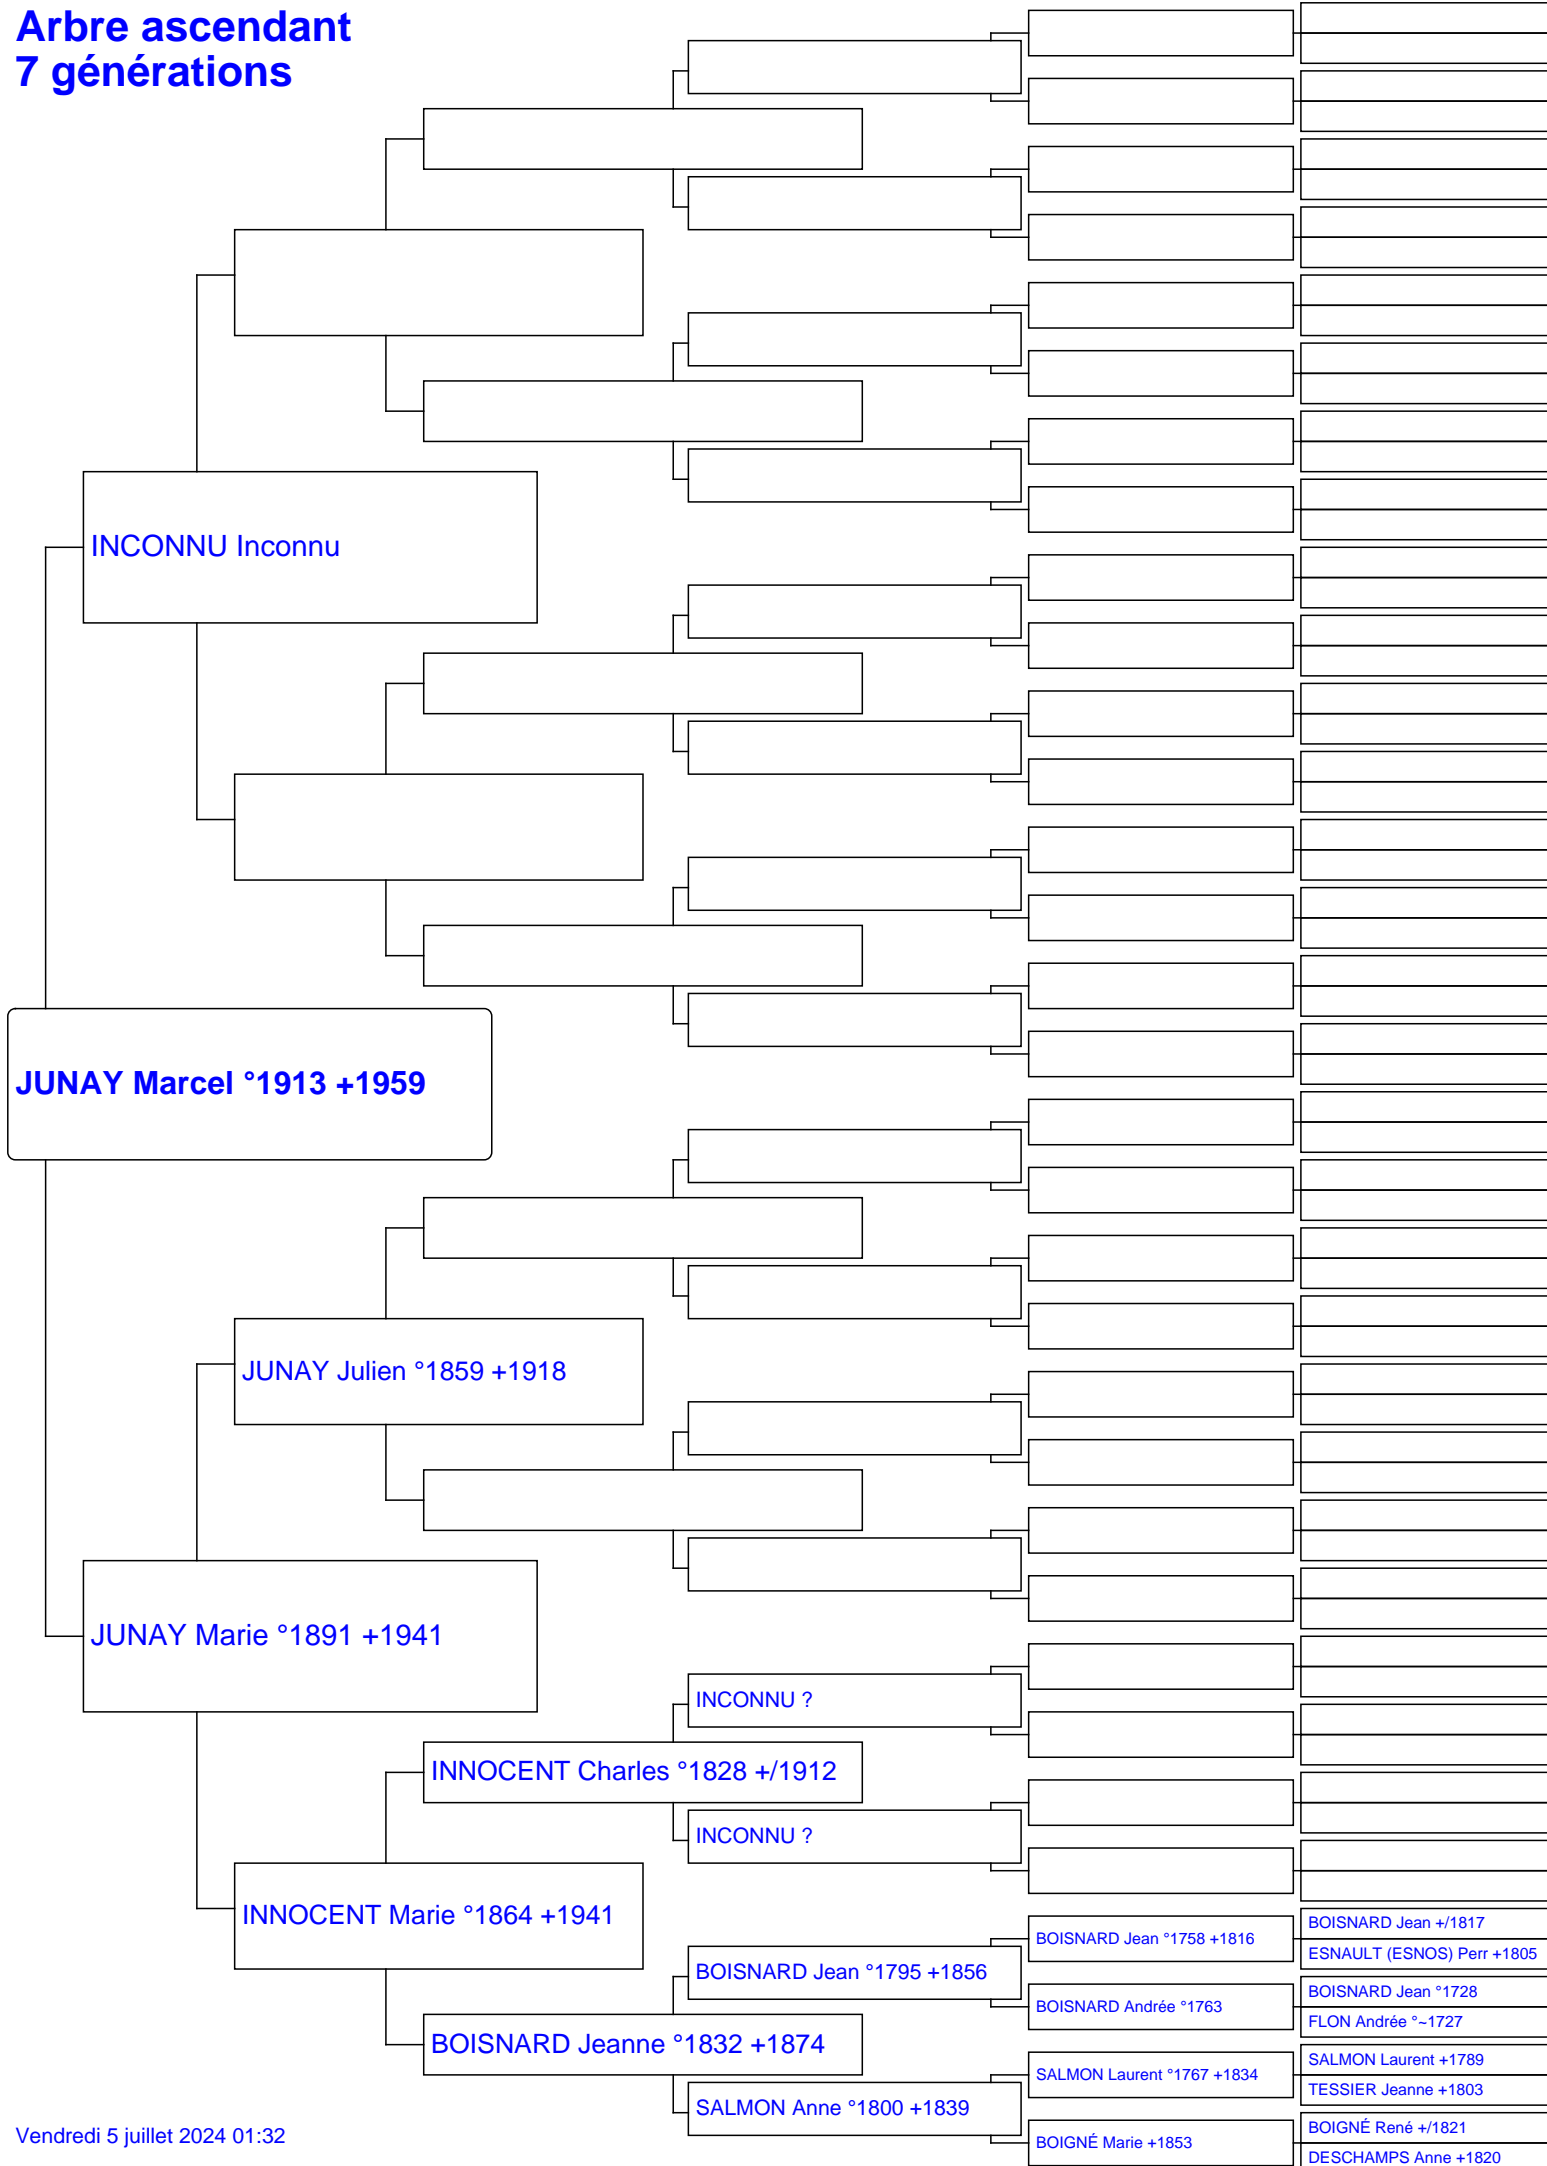 Arbre ascendant
7 générations
INCONNU Inconnu
JUNAY Marcel °1913 +1959
JUNAY Julien °1859 +1918
JUNAY Marie °1891 +1941
INCONNU ?
INNOCENT Charles °1828 +/1912
INCONNU ?
INNOCENT Marie °1864 +1941
BOISNARD Jean +/1817
BOISNARD Jean °1758 +1816
ESNAULT (ESNOS) Perr +1805
BOISNARD Jean °1795 +1856
BOISNARD Jean °1728
BOISNARD Andrée °1763
FLON Andrée °~1727
BOISNARD Jeanne °1832 +1874
SALMON Laurent +1789
SALMON Laurent °1767 +1834
TESSIER Jeanne +1803
SALMON Anne °1800 +1839
BOIGNÉ René +/1821
BOIGNÉ Marie +1853
DESCHAMPS Anne +1820
Vendredi 5 juillet 2024 01:32